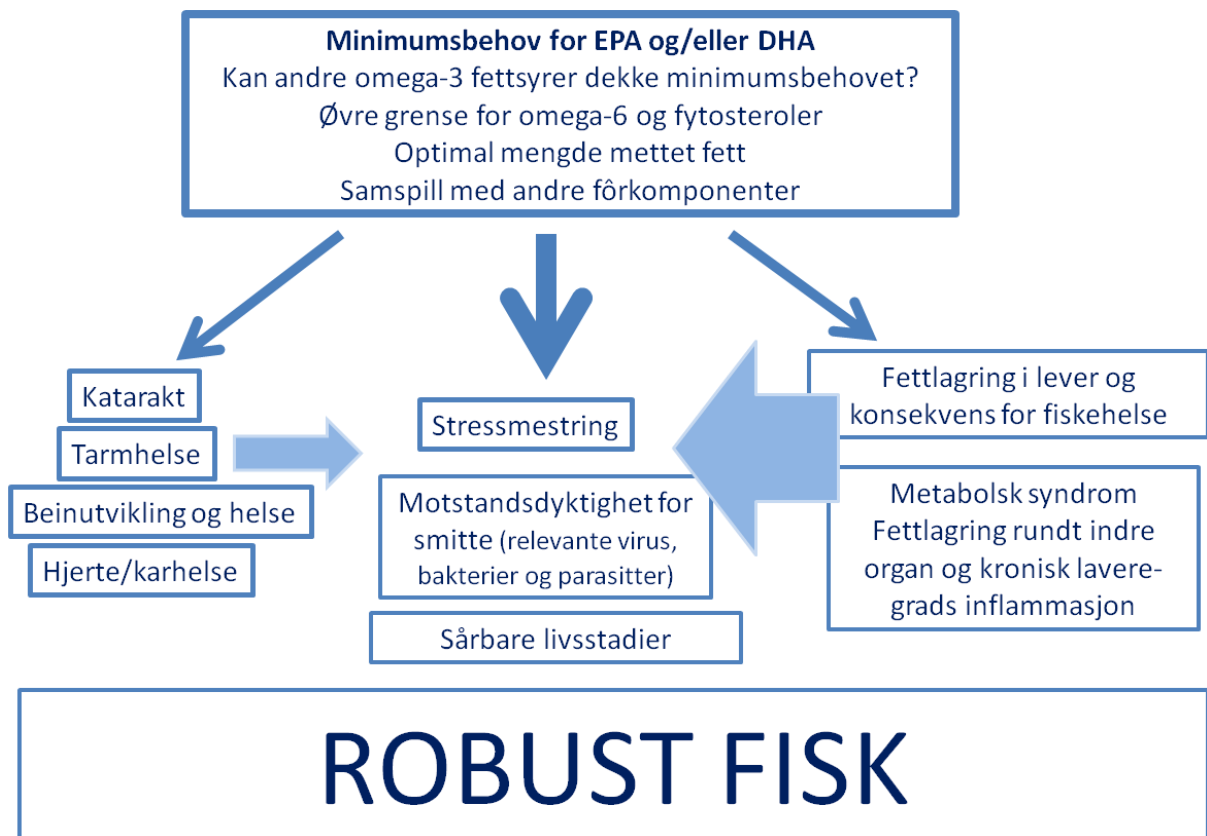 Minimumsbehov for EPA og/eller DHA
Kan andre omega-3 fettsyrer dekke minimumsbehovet?
Øvre grense for omega-6 og fytosteroler
Optimal mengde mettet fett
Samspill med andre fôrkomponenter
Katarakt
Tarmhelse
Beinutvikling og helse
Hjerte/karhelse
Stressmestring
Motstandsdyktighet for
smitte (relevante virus,
bakterier og parasitter)
Sårbare livsstadier
Fettlagring i lever og
konsekvens for fiskehelse
Metabolsk syndrom
Fettlagring rundt indre
organ og kronisk lavere-
grads inflammasjon
ROBUST FISK